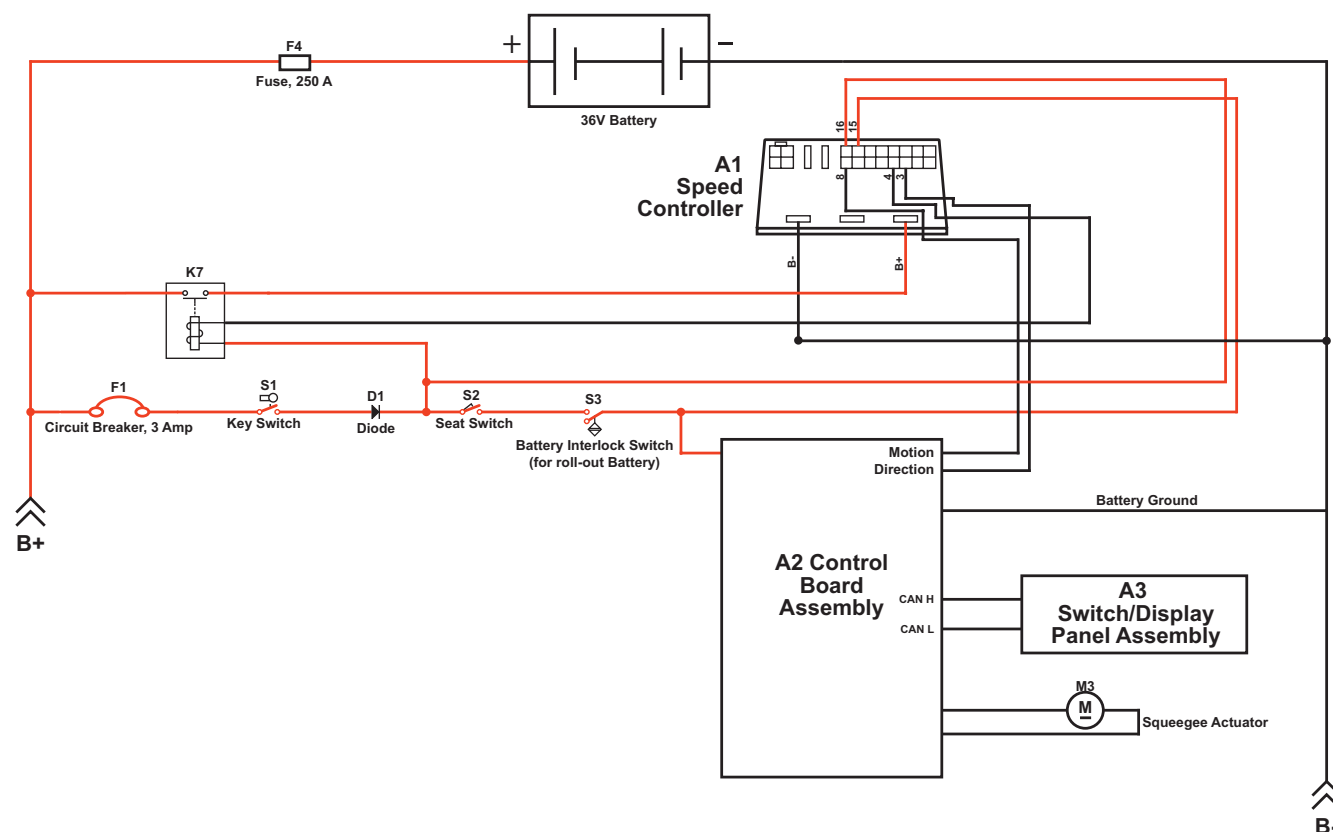 F4
Fuse, 250 A
+
−
36V Battery
16
15
A1
Speed
Controller
8
4
3
B-
B+
K7
F1
Circuit Breaker, 3 Amp
S1
Key Switch
D1
Diode
S2
Seat Switch
S3
Battery Interlock Switch
(for roll-out Battery)
B+
Motion
Direction
Battery Ground
A2 Control
Board
Assembly
CAN H
CAN L
A3
Switch/Display
Panel Assembly
M3
M
Squeegee Actuator
B-